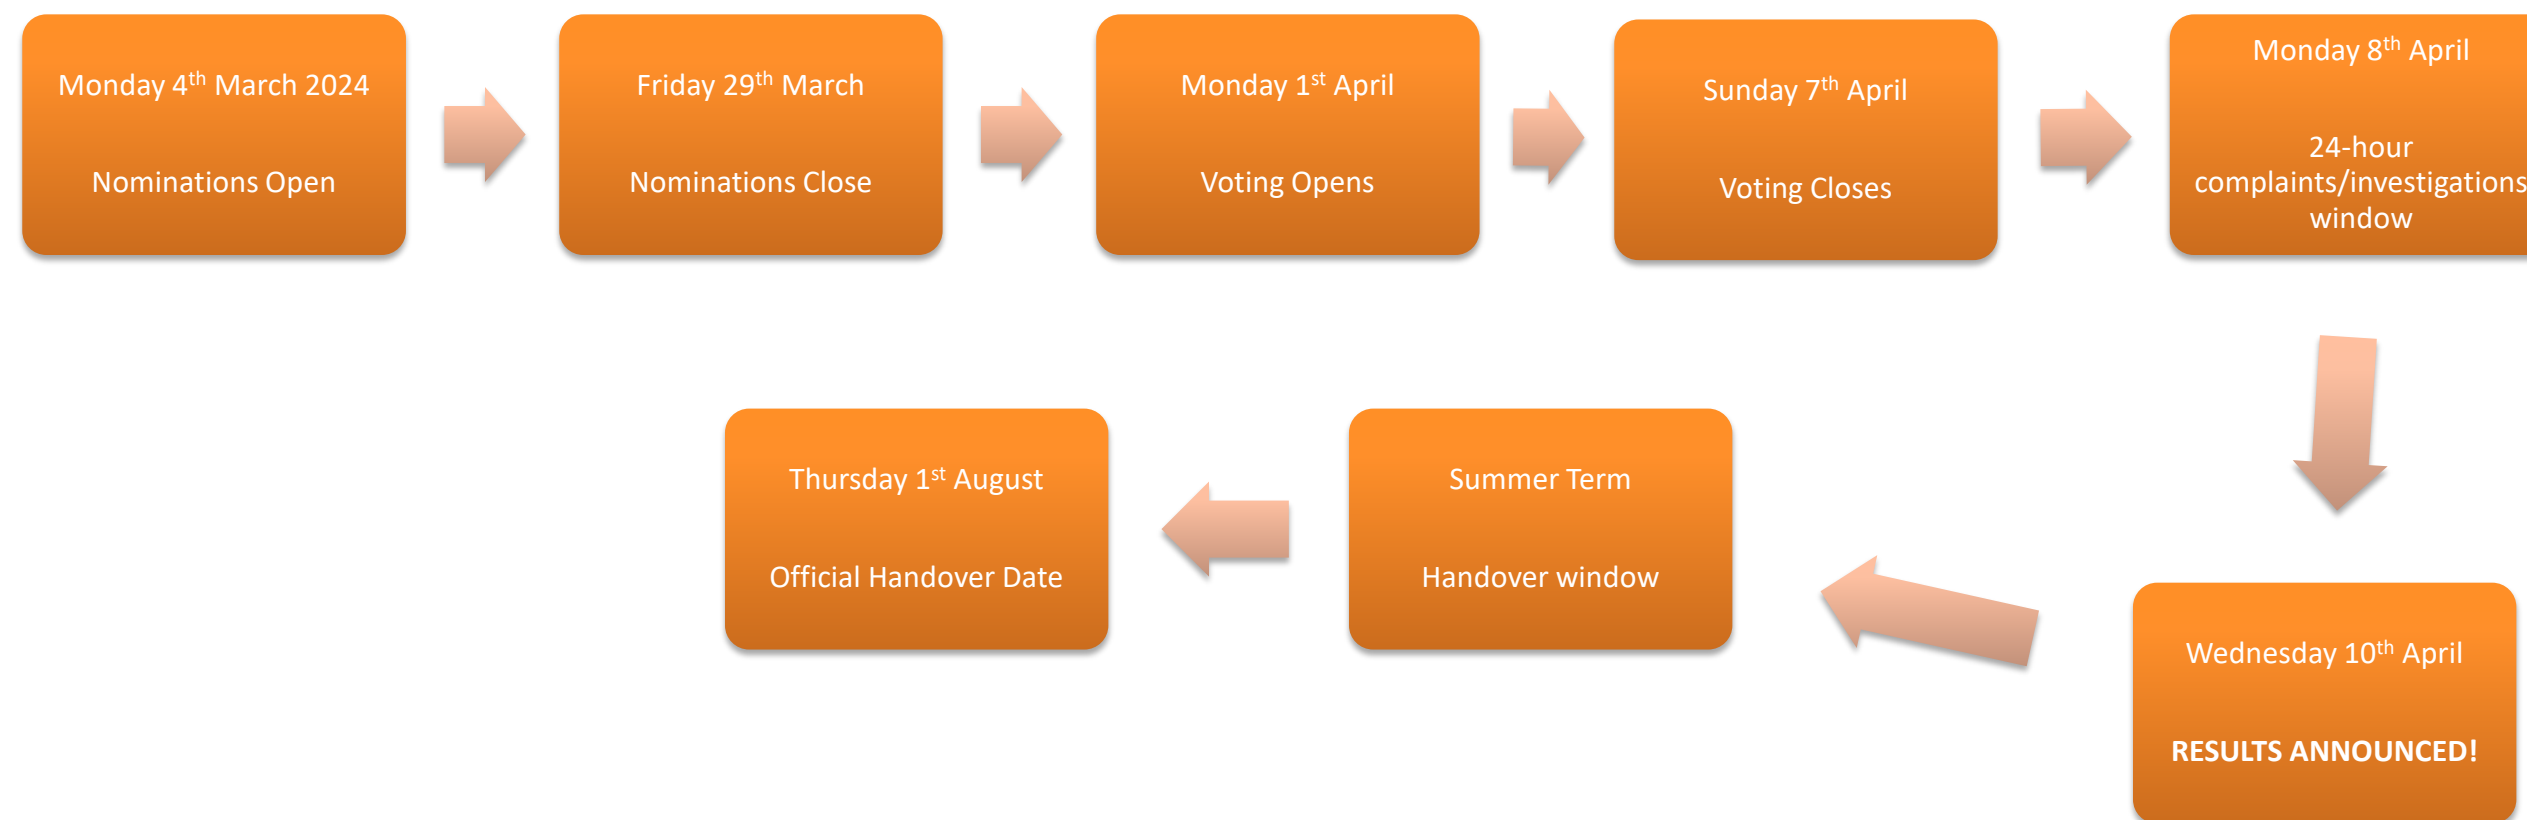 Monday 4th March 2024
Nominations Open
Friday 29th March
Nominations Close
Monday 1st April
Voting Opens
Sunday 7th April
Voting Closes
Monday 8th April
24-hour
complaints/investigations
window
Wednesday 10th April
RESULTS ANNOUNCED!
Summer Term
Handover window
Thursday 1st August
Official Handover Date